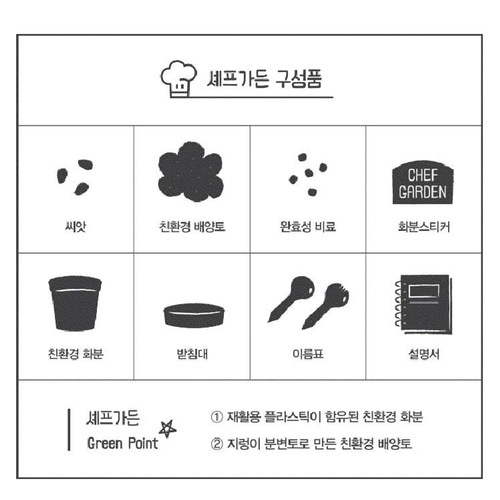 셰프가든 구성품
씨앗
친환경 배양토
완효성 비료
CHEF
GARDEN
화분스티커
친환경 화분
받침대
이름표
설명서
셰프가든
Green Point
① 재활용 플라스틱이 함유된 친환경 화분
② 지렁이 분변토로 만든 친환경 배양토